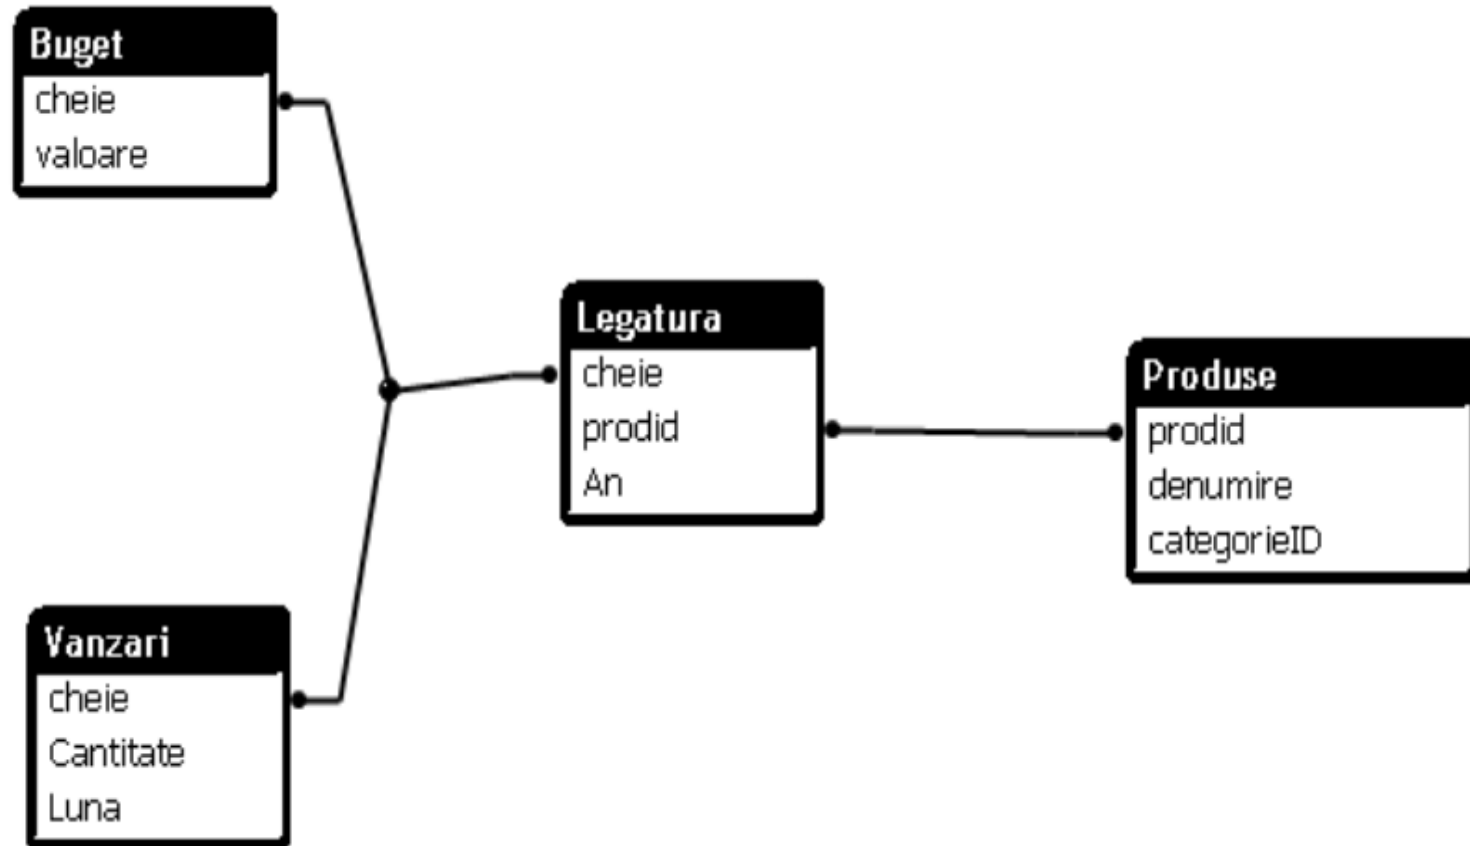 Buget
cheie
valoare
Legatura
cheie
prodid
An
Produse
prodid
denumire
categorieID
Vanzari
cheie
Cantitate
Luna